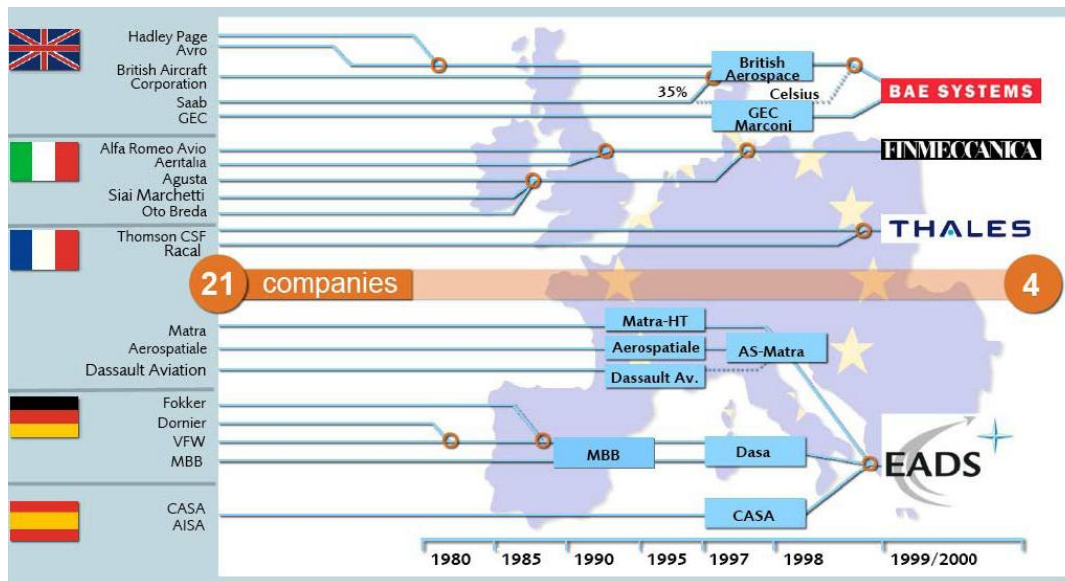 Hadley Page
Avro
British Aircraft
Corporation
Saab
GEC
35%
British
Aerospace
Celsius
GEC
Marconi
BAE SYSTEMS
Alfa Romeo Avio
Aeritalia
Agusta
Siai Marchetti
Oto Breda
FINMECCANICA
Thomson CSF
Racal
THALES
21 companies 4
Matra
Aerospatiale
Dassault Aviation
Matra-HT
Aerospatiale
Dassault Av.
AS-Matra
Fokker
Dornier
VFW
MBB
MBB
Dasa
EADS
CASA
AISA
CASA
1980 1985 1990 1995 1997 1998 1999/2000